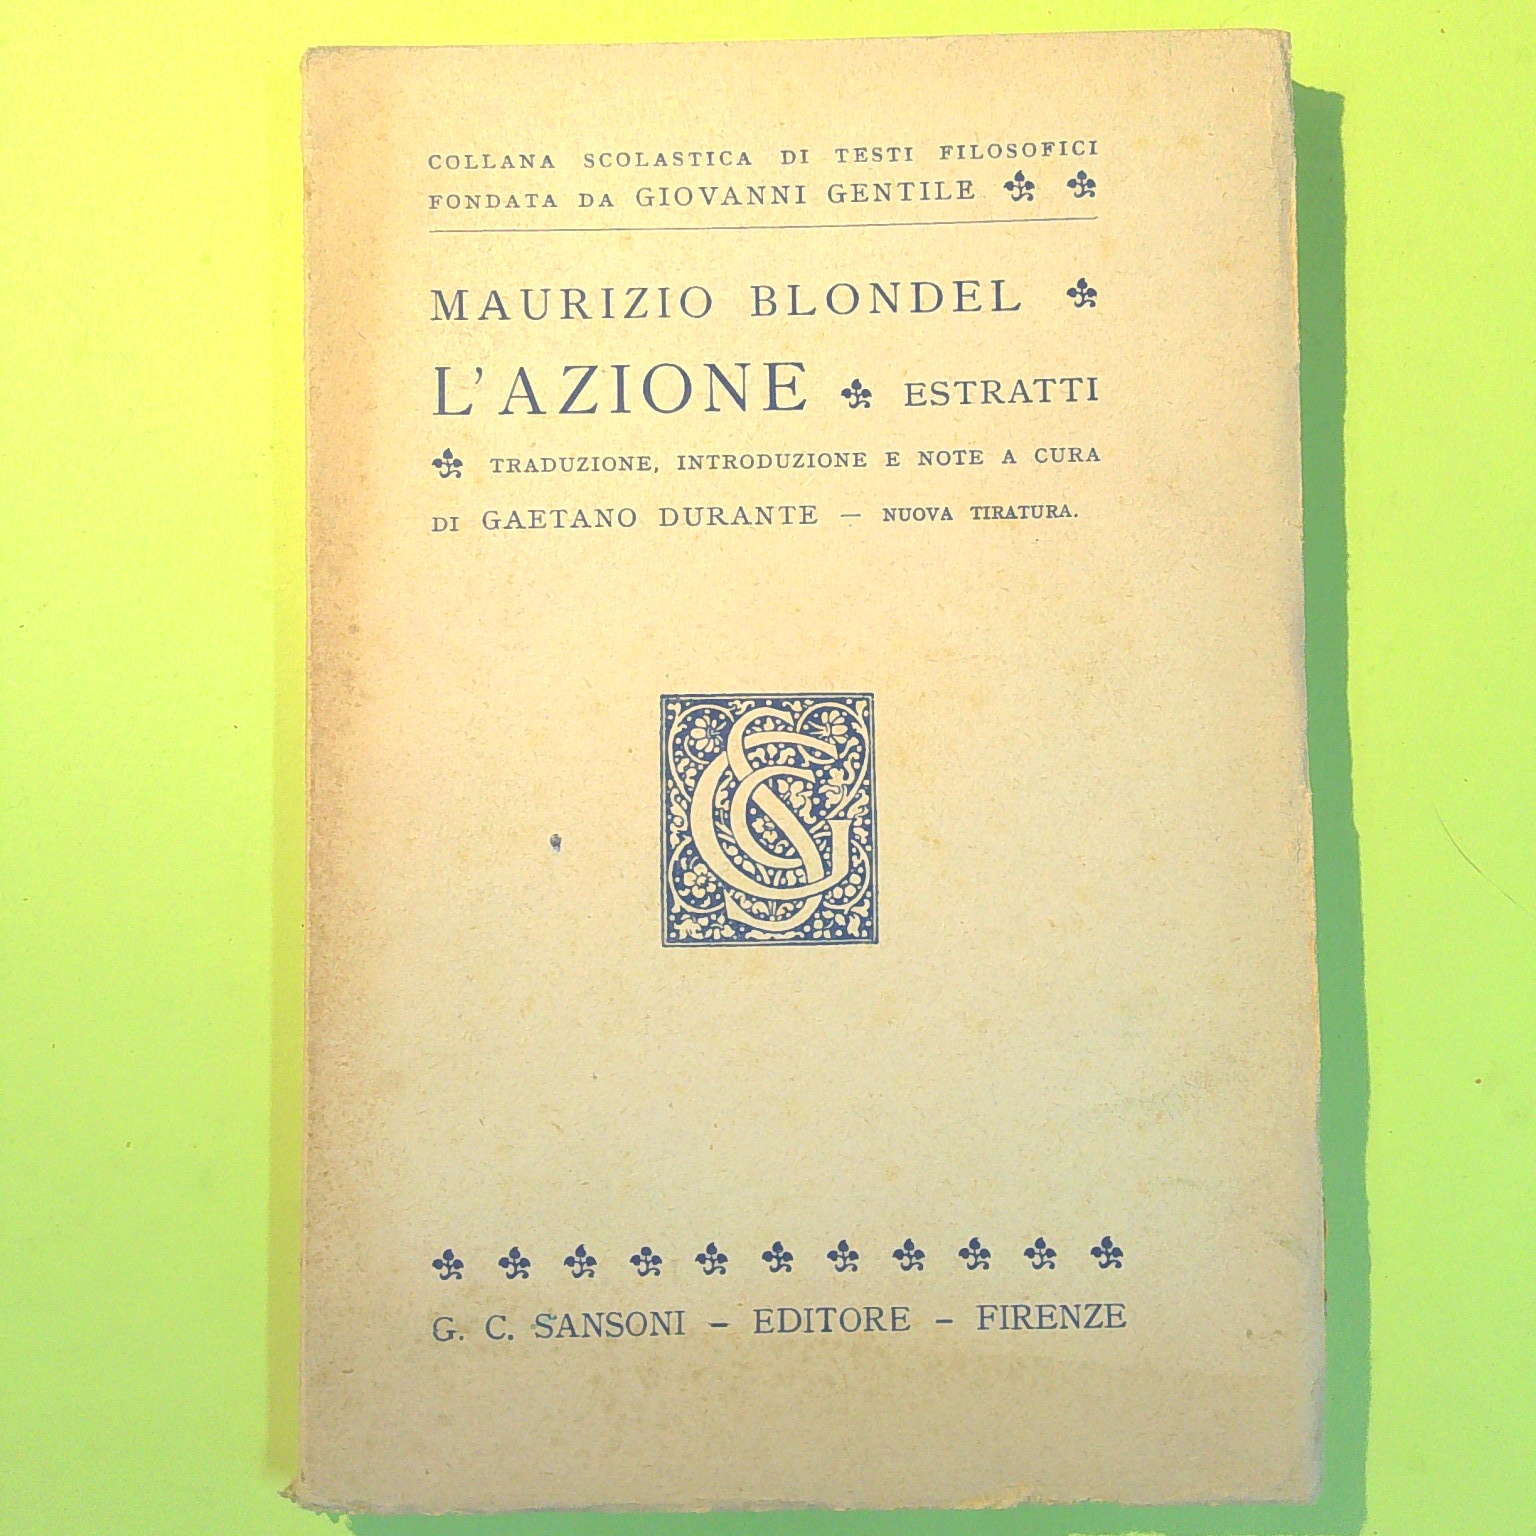 COLLANA SCOLASTICA DI TESTI FILOSOFICI
FONDATA DA GIOVANNI GENTILE
MAURIZIO BLONDEL
L'AZIONE ESTRATTI
TRADUZIONE, INTRODUZIONE E NOTE A CURA
DI GAETANO DURANTE — NUOVA TIRATURA.
GCS
G. C. SANSONI – EDITORE – FIRENZE